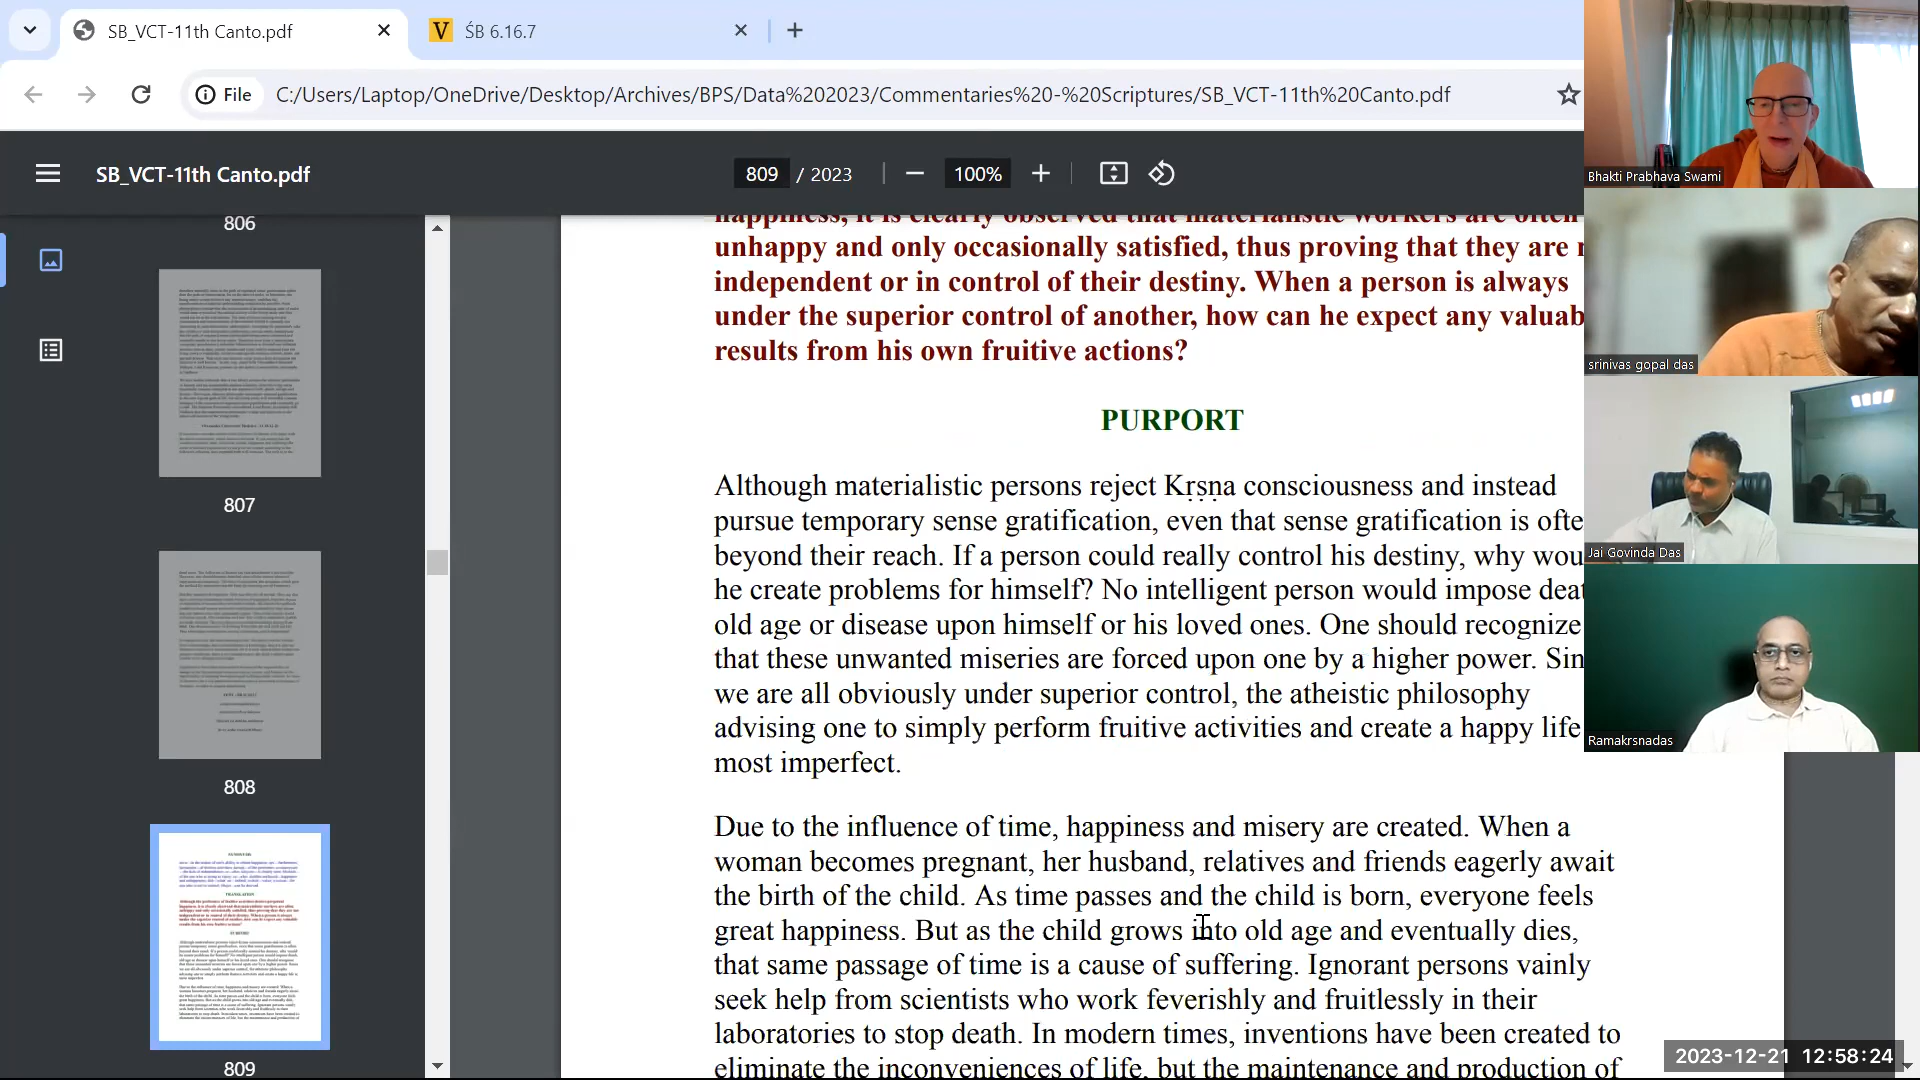 SB_VCT-11th Canto.pdf
V
ŚB 6.16.7
File
C:/Users/Laptop/OneDrive/Desktop/Archives/BPS/Data%202023/Commentaries%20-%20Scriptures/SB_VCT-11th%20Canto.pdf
SB_VCT-11th Canto.pdf
809 / 2023
100%
806
807
808
809
happiness, it is clearly observed that materialistic workers are often
unhappy and only occasionally satisfied, thus proving that they are
independent or in control of their destiny. When a person is always
under the superior control of another, how can he expect any
results from his own fruitive actions?
PURPORT
Although materialistic persons reject Kṛṣṇa consciousness and instead
pursue temporary sense gratification, even that sense gratification is
beyond their reach. If a person could really control his destiny, why
he create problems for himself? No intelligent person would impose
old age or disease upon himself or his loved ones. One should recognize
that these unwanted miseries are forced upon one by a higher power.
we are all obviously under superior control, the atheistic philosophy
advising one to simply perform fruitive activities and create a happy life
most imperfect.
Due to the influence of time, happiness and misery are created. When a
woman becomes pregnant, her husband, relatives and friends eagerly await
the birth of the child. As time passes and the child is born, everyone feels
great happiness. But as the child grows into old age and eventually dies,
that same passage of time is a cause of suffering. Ignorant persons vainly
seek help from scientists who work feverishly and fruitlessly in their
laboratories to stop death. In modern times, inventions have been created to
eliminate the inconveniences of life, but the maintenance and production of
Bhakti Prabhava Swami
srinivas gopal das
Jai Govinda Das
Ramakrsnadas
2023-12-21 12:58:24